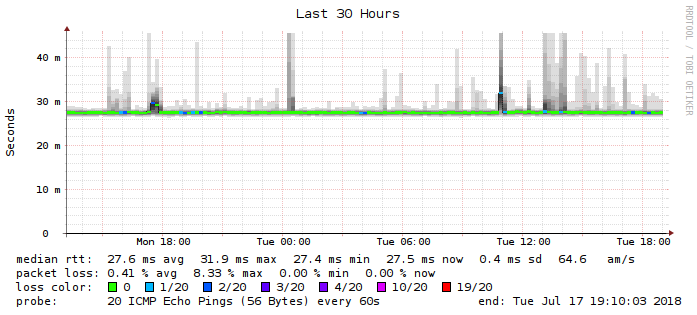 Last 30 Hours
RRDTOOL / TOBI OETIKER
Seconds
40 m
30 m
20 m
10 m
0
Mon 18:00 Tue 00:00 Tue 06:00 Tue 12:00 Tue 18:00
median rtt: 27.6 ms avg 31.9 ms max 27.4 ms min 27.5 ms now 0.4 ms sd 64.6 am/s
packet loss: 0.41 % avg 8.33 % max 0.00 % min 0.00 % now
loss color: 0 1/20 2/20 3/20 4/20 10/20 19/20
probe: 20 ICMP Echo Pings (56 Bytes) every 60s end: Tue Jul 17 19:10:03 2018